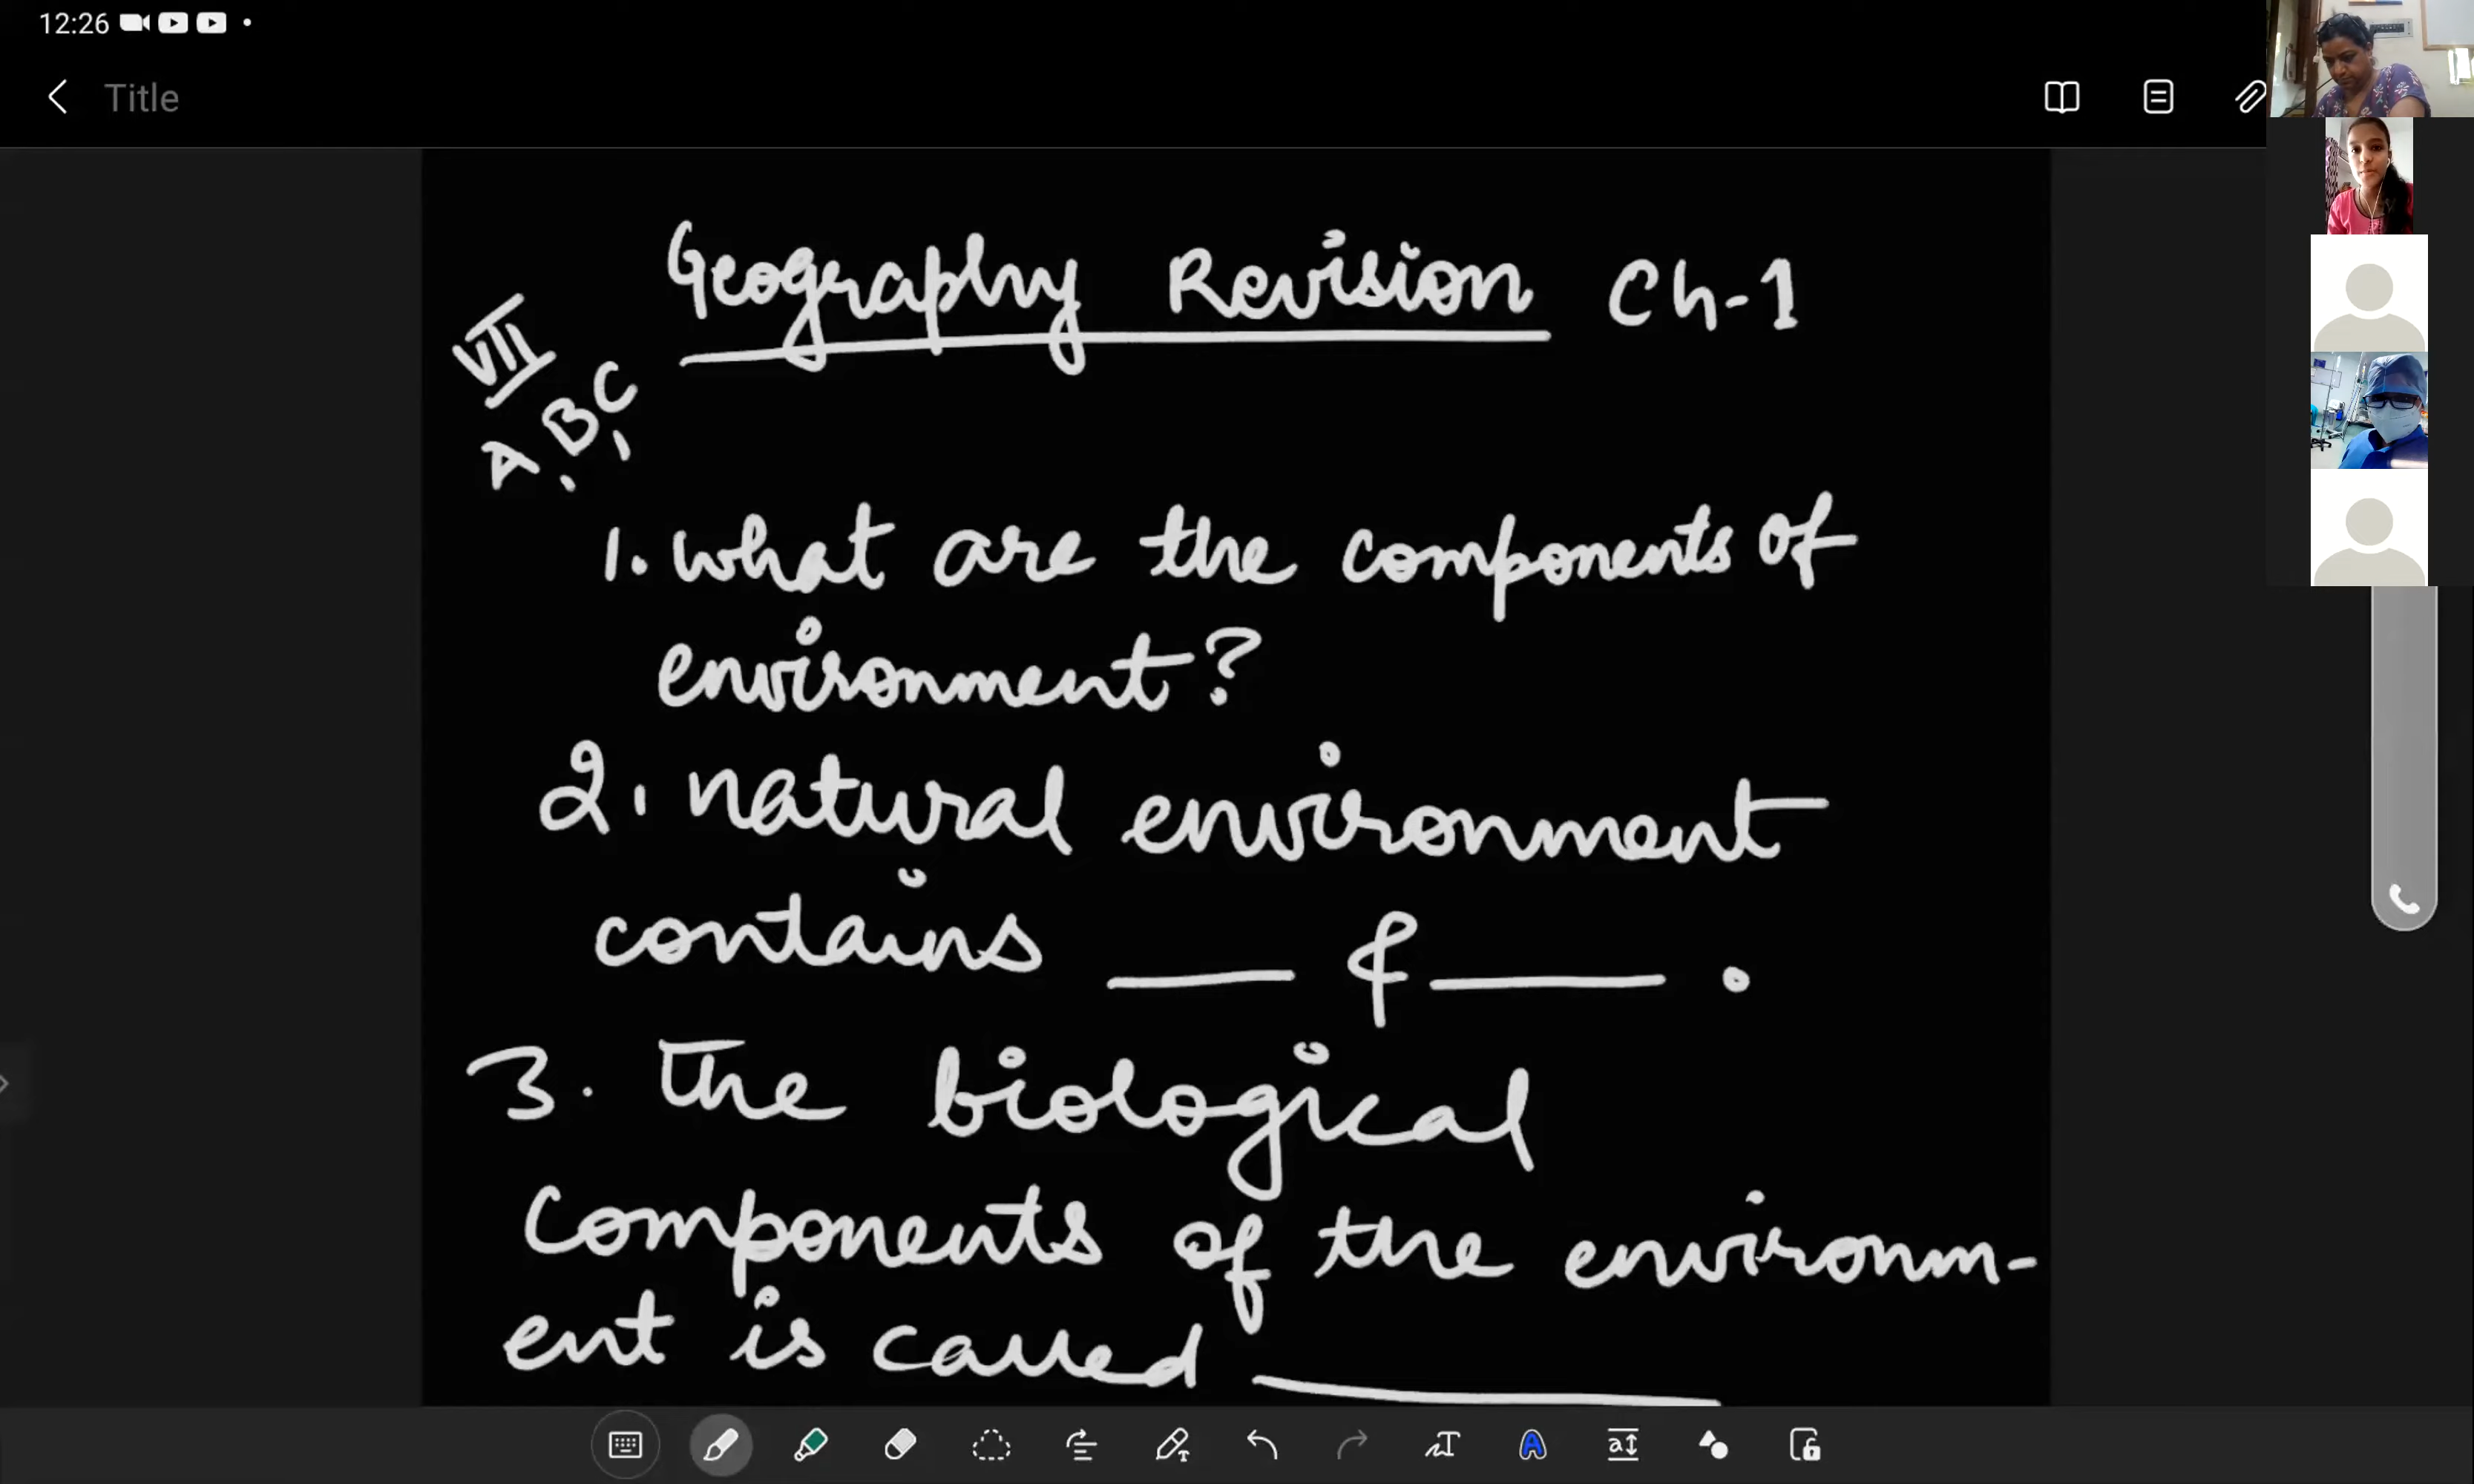 12:26
Title
Geography Revision Ch-1
VII
A, B, C
1. What are the components of
environment?
2. natural environment
contains ___ & ___ .
3. The biological
Components of the environm-
ent is called ___